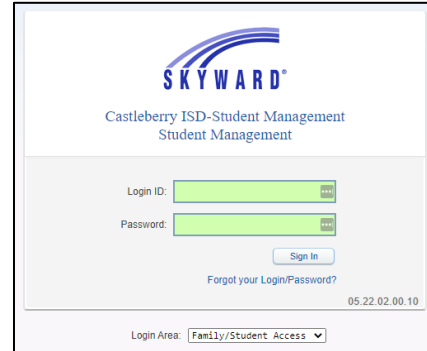 SKYWARD®
Castleberry ISD-Student Management
Student Management
Login ID:
Password:
Sign In
Forgot your Login/Password?
05.22.02.00.10
Login Area: Family/Student Access